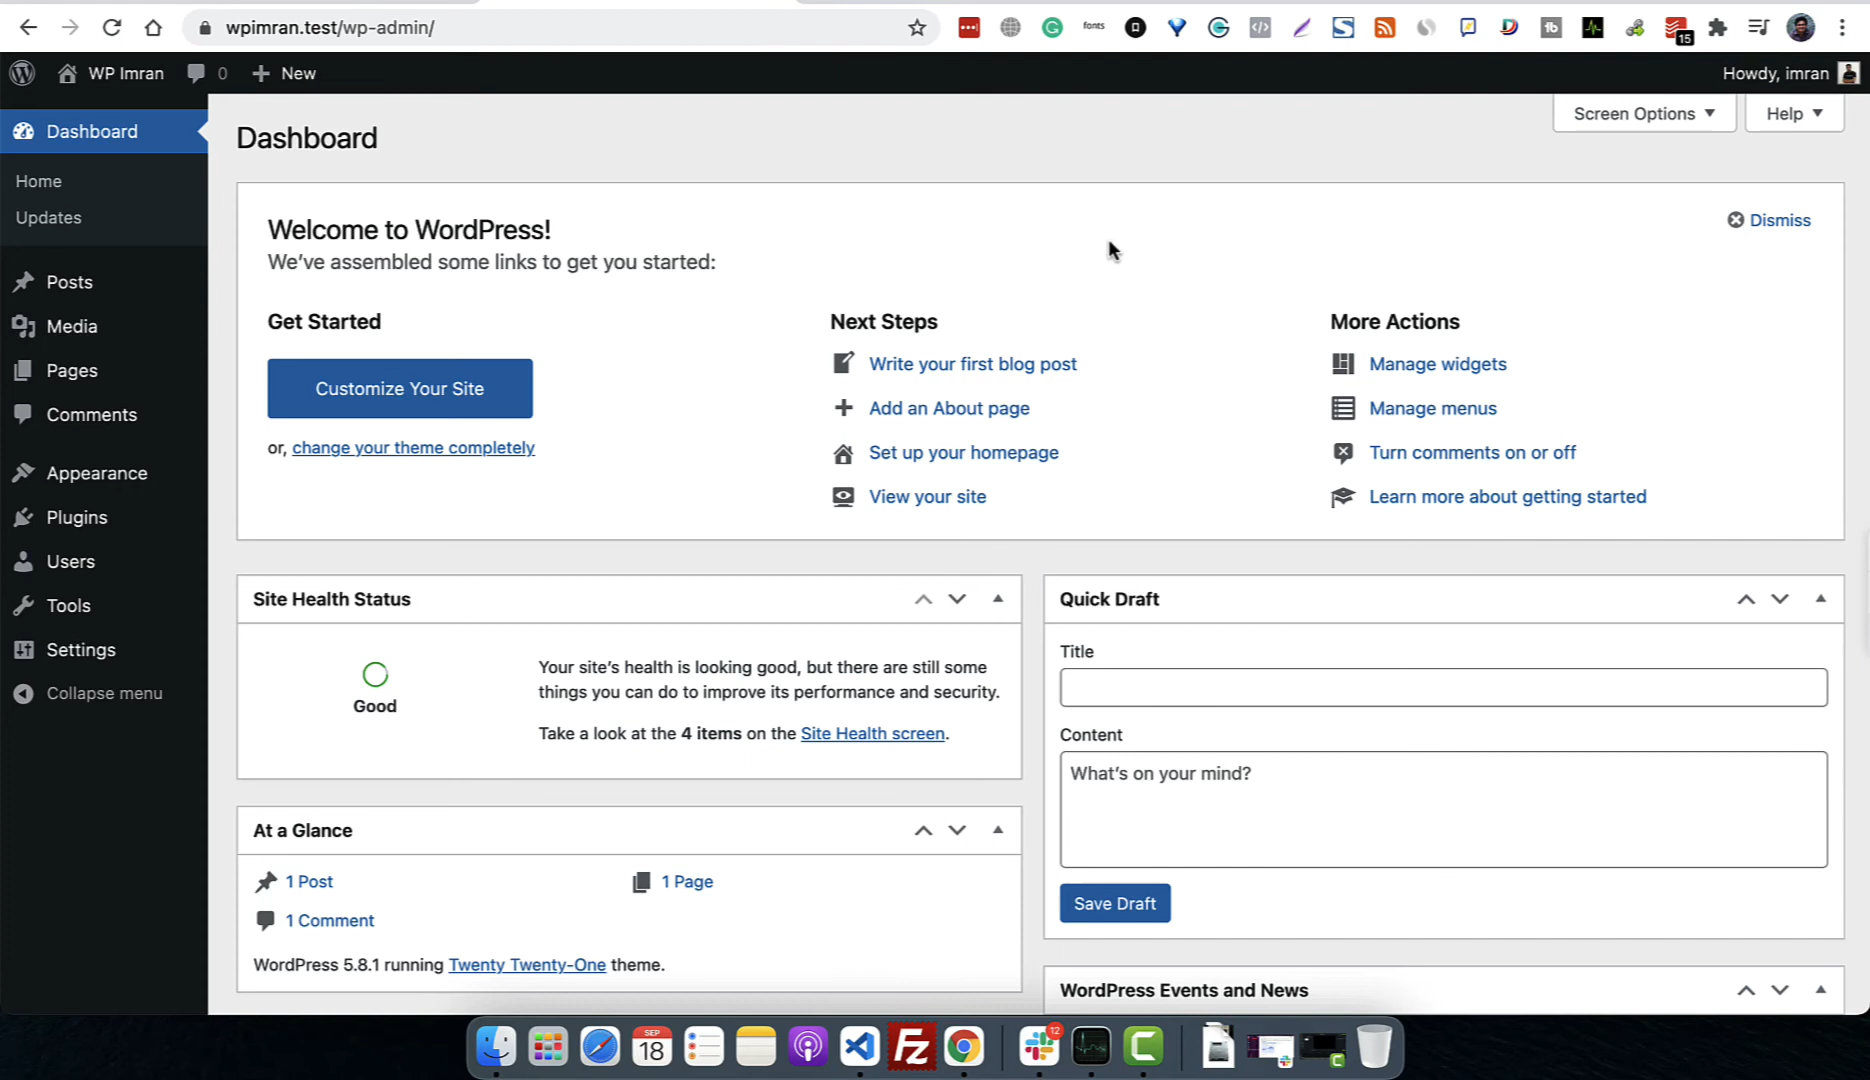 wpimran.test/wp-admin/
fonts
15
WP Imran
0
New
Howdy, imran
Dashboard
Home
Updates
Posts
Media
Pages
Comments
Appearance
Plugins
Users
Tools
Settings
Collapse menu
Dashboard
Screen Options
Help
Welcome to WordPress!
Dismiss
We've assembled some links to get you started:
Get Started
Customize Your Site
or, change your theme completely
Next Steps
Write your first blog post
Add an About page
Set up your homepage
View your site
More Actions
Manage widgets
Manage menus
Turn comments on or off
Learn more about getting started
Site Health Status
Good
Your site's health is looking good, but there are still some
things you can do to improve its performance and security.
Take a look at the 4 items on the Site Health screen.
At a Glance
1 Post
1 Page
1 Comment
WordPress 5.8.1 running Twenty Twenty-One theme.
Quick Draft
Title
Content
What's on your mind?
Save Draft
WordPress Events and News
SEP
18
FZ
12
C